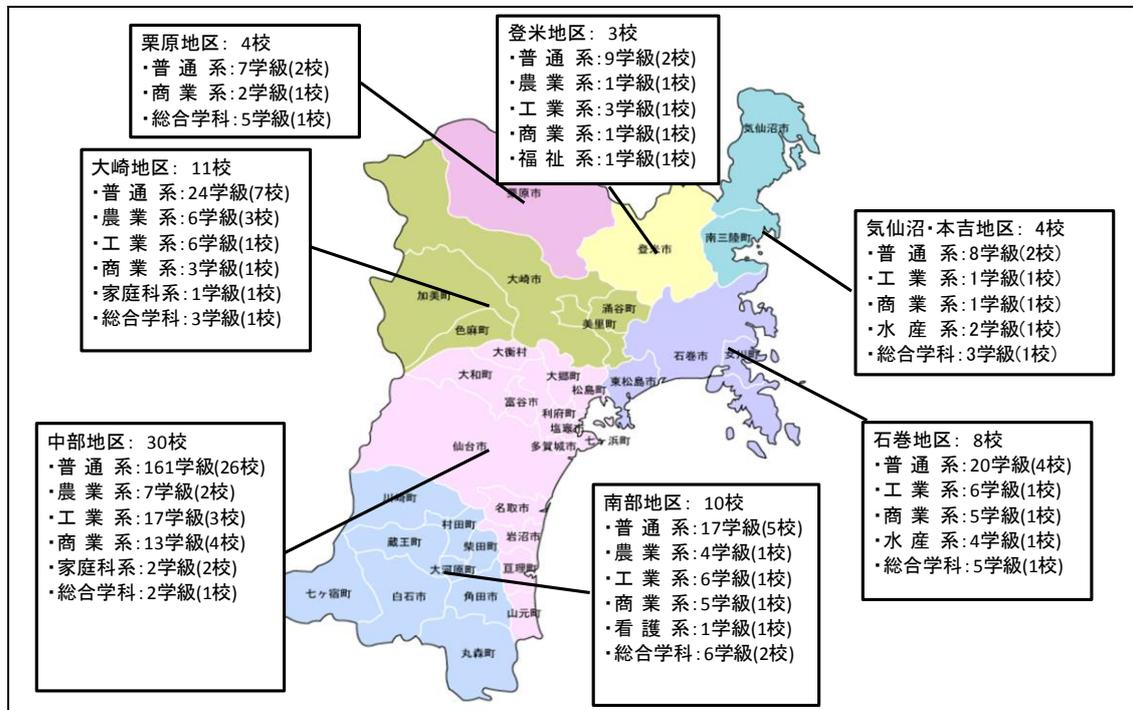 栗原地区: 4校
・普 通 系:7学級(2校)
・商 業 系:2学級(1校)
・総合学科:5学級(1校)
登米地区: 3校
・普 通 系:9学級(2校)
・農 業 系:1学級(1校)
・工 業 系:3学級(1校)
・商 業 系:1学級(1校)
・福 祉 系:1学級(1校)
大崎地区: 11校
・普 通 系:24学級(7校)
・農 業 系:6学級(3校)
・工 業 系:6学級(1校)
・商 業 系:3学級(1校)
・家庭科系:1学級(1校)
・総合学科:3学級(1校)
気仙沼・本吉地区: 4校
・普 通 系:8学級(2校)
・工 業 系:1学級(1校)
・商 業 系:1学級(1校)
・水 産 系:2学級(1校)
・総合学科:3学級(1校)
中部地区: 30校
・普 通 系:161学級(26校)
・農 業 系:7学級(2校)
・工 業 系:17学級(3校)
・商 業 系:13学級(4校)
・家庭科系:2学級(2校)
・総合学科:2学級(1校)
石巻地区: 8校
・普 通 系:20学級(4校)
・工 業 系:6学級(1校)
・商 業 系:5学級(1校)
・水 産 系:4学級(1校)
・総合学科:5学級(1校)
南部地区: 10校
・普 通 系:17学級(5校)
・農 業 系:4学級(1校)
・工 業 系:6学級(1校)
・商 業 系:5学級(1校)
・看 護 系:1学級(1校)
・総合学科:6学級(2校)
気仙沼市
栗原市
南三陸町
登米市
大崎市
加美町
涌谷町
美里町
色麻町
石巻市
女川町
大衡村
大和町
大郷町
松島町
東松島市
富谷市
利府町
塩竈市
七ヶ浜町
仙台市
多賀城市
川崎町
名取市
村田町
岩沼市
蔵王町
柴田町
大河原町
亘理町
七ヶ宿町
白石市
角田市
山元町
丸森町